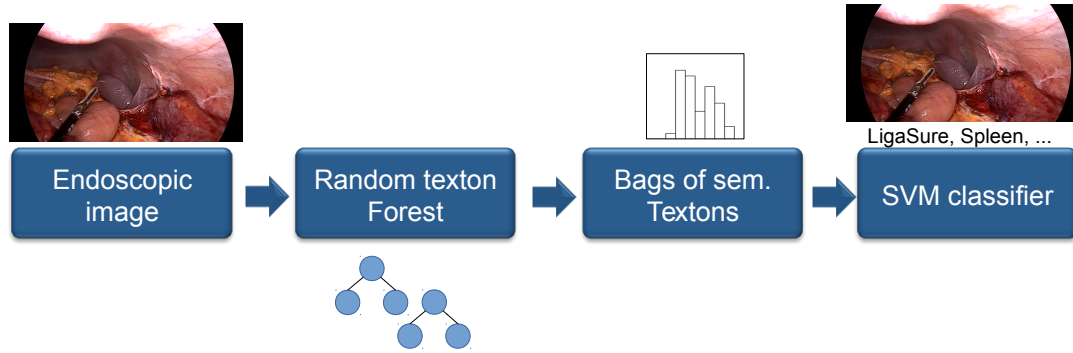 LigaSure, Spleen, ...
Endoscopic
image
Random texton
Forest
Bags of sem.
Textons
SVM classifier